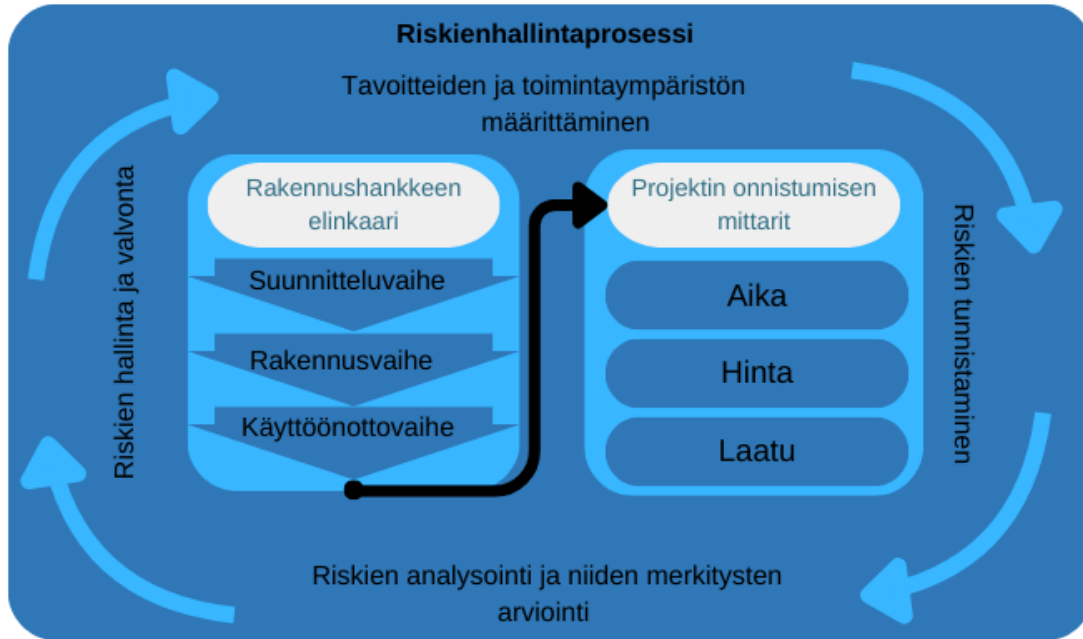 Riskienhallintaprosessi
Tavoitteiden ja toimintaympäristön
määrittäminen
Riskien hallinta ja valvonta
Rakennushankkeen
elinkaari
Suunnitteluvaihe
Rakennusvaihe
Käyttöönottovaihe
Projektin onnistumisen
mittarit
Aika
Hinta
Laatu
Riskien tunnistaminen
Riskien analysointi ja niiden merkitysten
arviointi